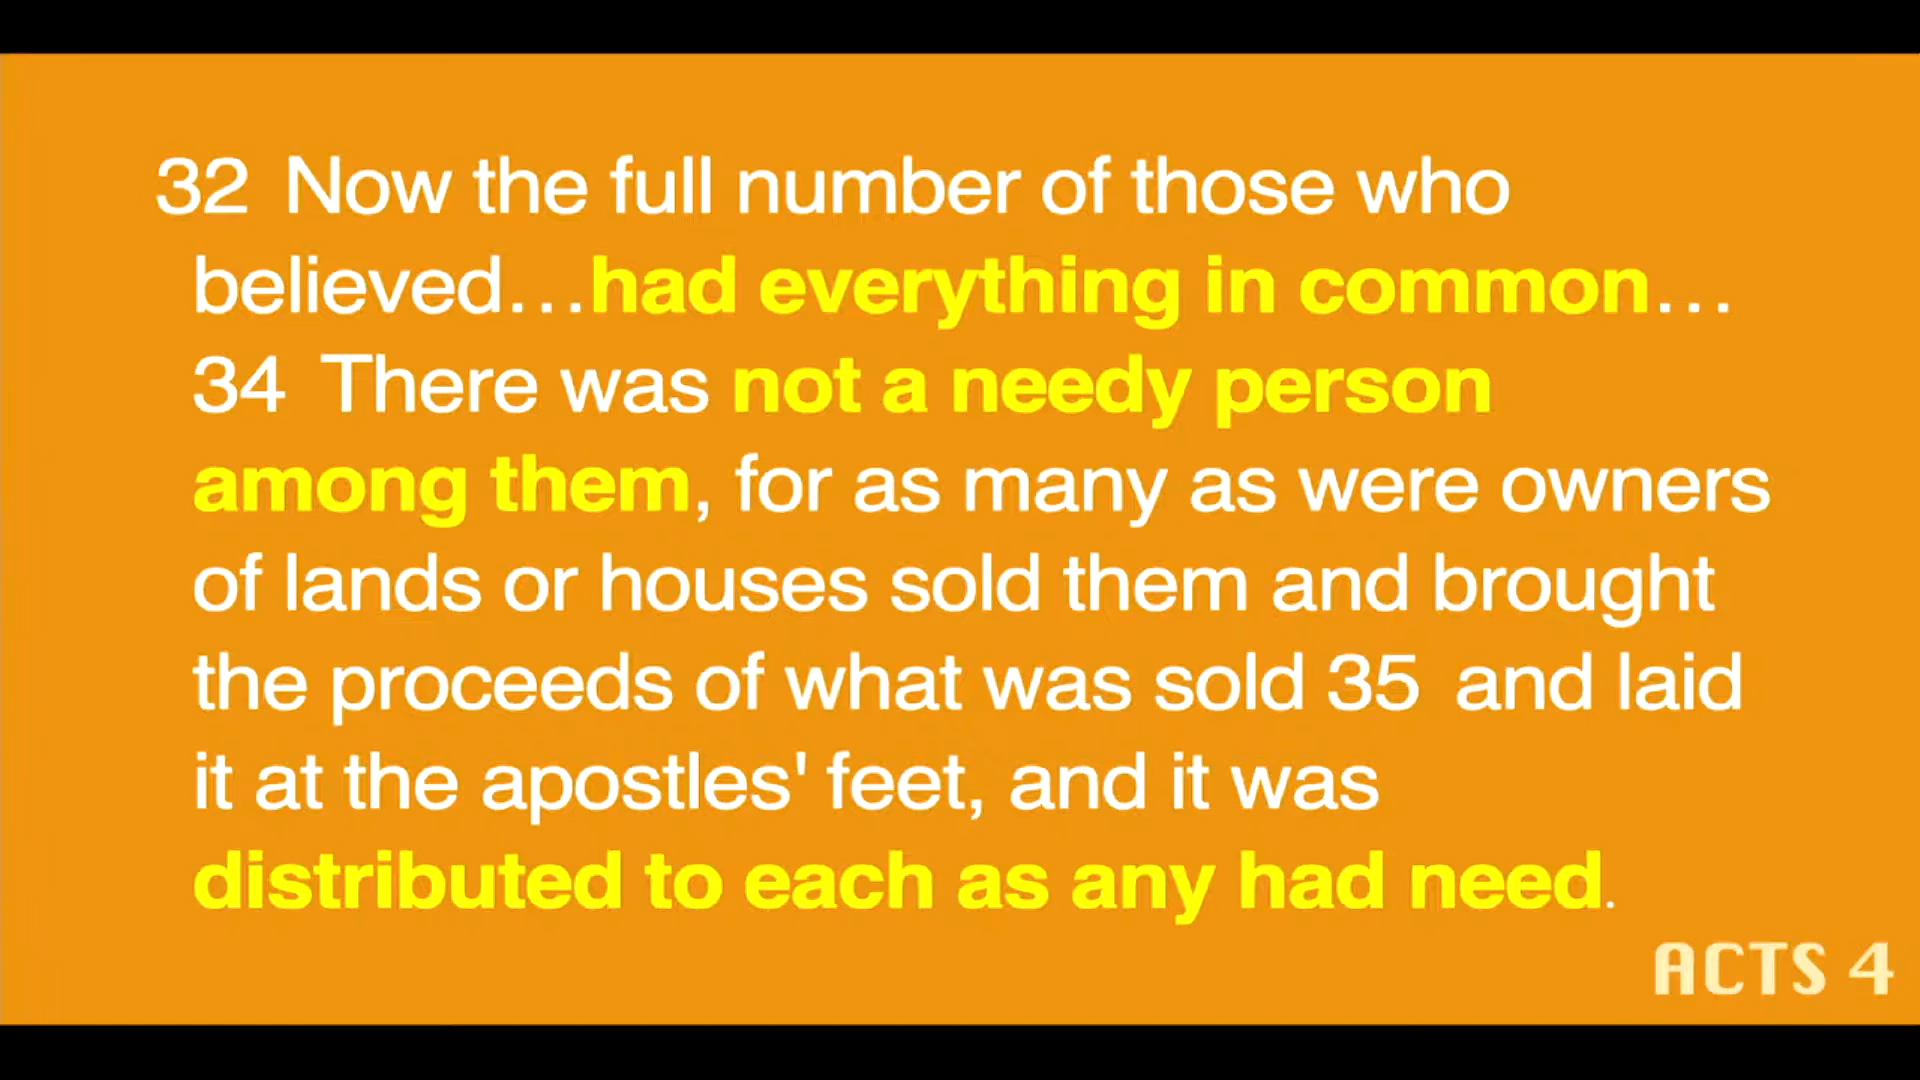 32 Now the full number of those who
believed…had everything in common…
34 There was not a needy person
among them, for as many as were owners
of lands or houses sold them and brought
the proceeds of what was sold 35 and laid
it at the apostles' feet, and it was
distributed to each as any had need.
ACTS 4